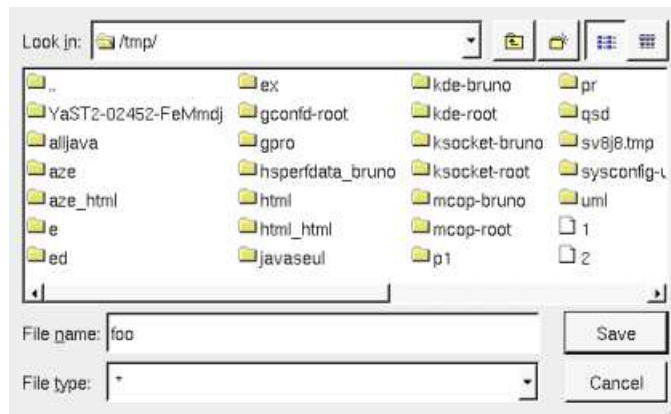 Look in: /tmp/
.. ex kde-bruno pr
YaST2-02452-FeMmdj gconfd-root kde-root qsd
alljava gpro ksocket-bruno sv8j8.tmp
aze hsperfdata_bruno ksocket-root sysconfig-u
aze_html html mcop-bruno uml
e html_html mcop-root 1
ed javaseul p1 2
File name: foo Save
File type: * Cancel